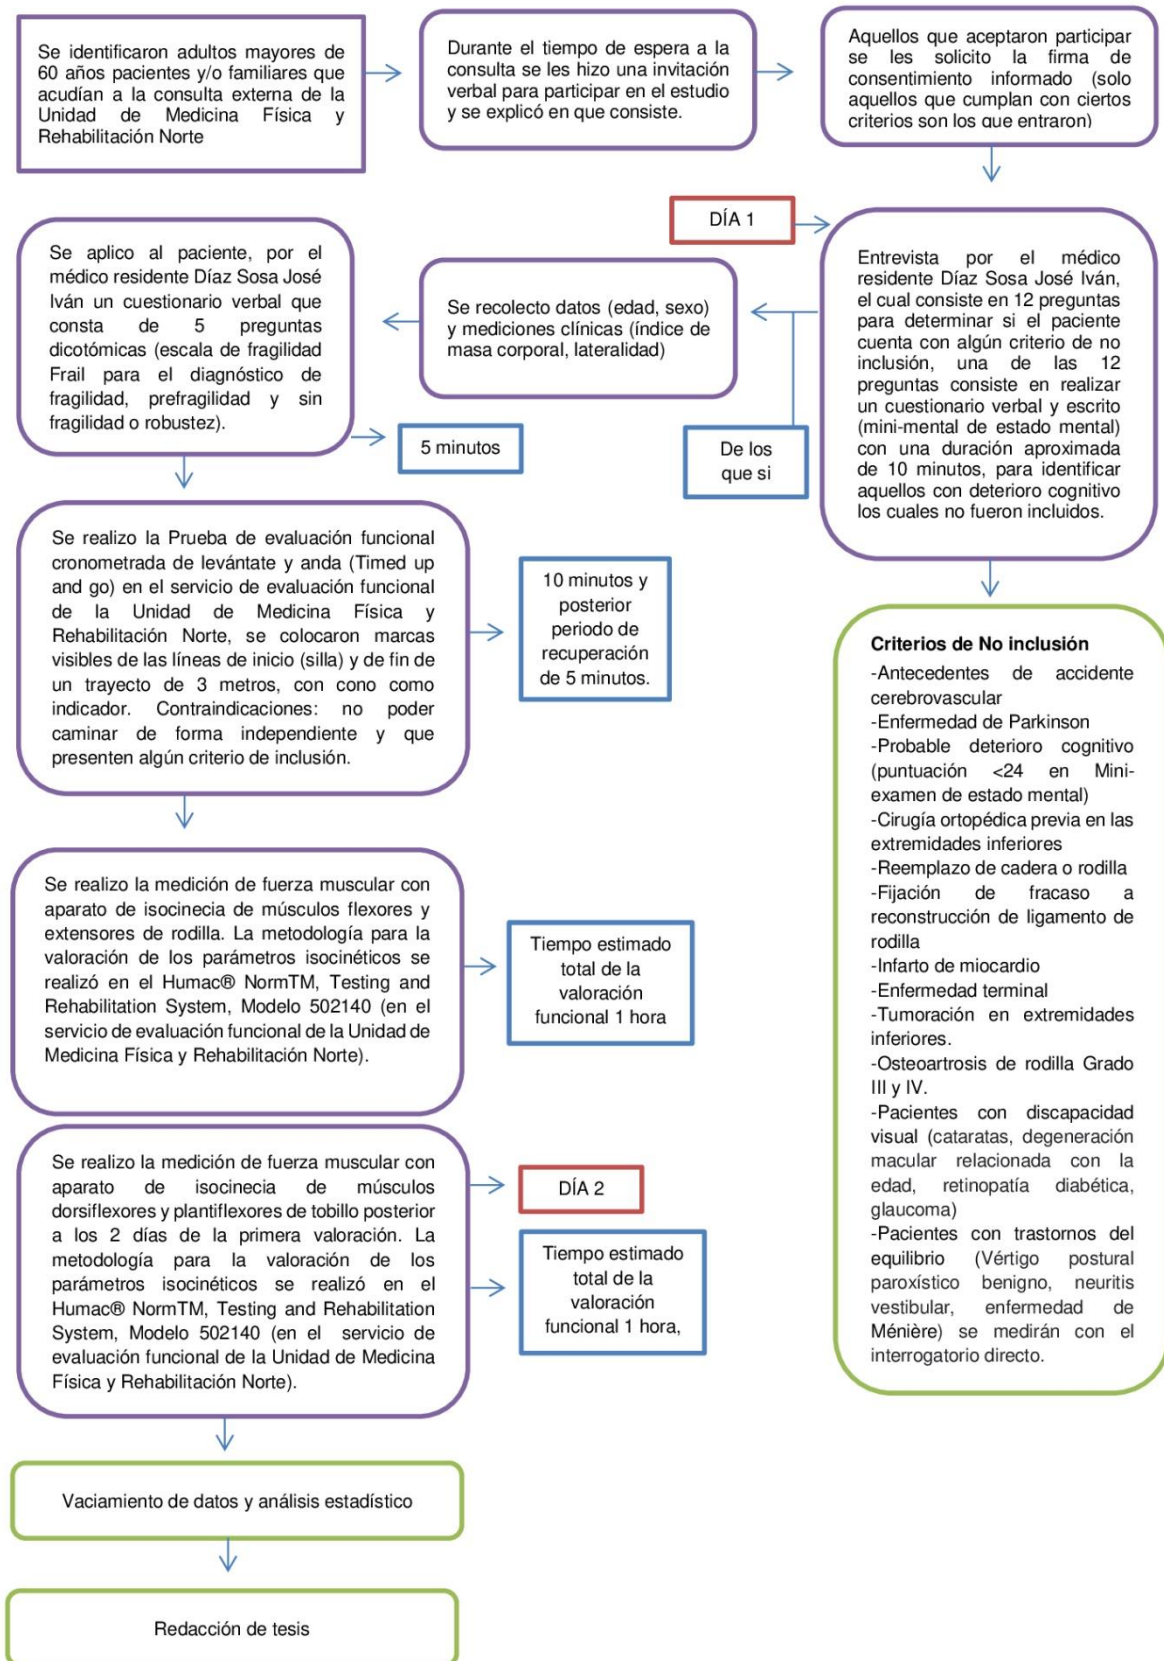 Se identificaron adultos mayores de
60 años pacientes y/o familiares que
acudían a la consulta externa de la
Unidad de Medicina Física y
Rehabilitación Norte
Durante el tiempo de espera a la
consulta se les hizo una invitación
verbal para participar en el estudio
y se explicó en que consiste.
Aquellos que aceptaron participar
se les solicito la firma de
consentimiento informado (solo
aquellos que cumplan con ciertos
criterios son los que entraron)
DÍA 1
Entrevista por el médico
residente Díaz Sosa José Iván,
el cual consiste en 12 preguntas
para determinar si el paciente
cuenta con algún criterio de no
inclusión, una de las 12
preguntas consiste en realizar
un cuestionario verbal y escrito
(mini-mental de estado mental)
con una duración aproximada
de 10 minutos, para identificar
aquellos con deterioro cognitivo
los cuales no fueron incluidos.
De los
que si
Se recolecto datos (edad, sexo)
y mediciones clínicas (índice de
masa corporal, lateralidad)
Se aplico al paciente, por el
médico residente Díaz Sosa José
Iván un cuestionario verbal que
consta de 5 preguntas
dicotómicas (escala de fragilidad
Frail para el diagnóstico de
fragilidad, prefragilidad y sin
fragilidad o robustez).
5 minutos
Se realizo la Prueba de evaluación funcional
cronometrada de levántate y anda (Timed up
and go) en el servicio de evaluación funcional
de la Unidad de Medicina Física y
Rehabilitación Norte, se colocaron marcas
visibles de las líneas de inicio (silla) y de fin de
un trayecto de 3 metros, con cono como
indicador. Contraindicaciones: no poder
caminar de forma independiente y que
presenten algún criterio de inclusión.
10 minutos y
posterior
periodo de
recuperación
de 5 minutos.
Criterios de No inclusión
-Antecedentes de accidente
cerebrovascular
-Enfermedad de Parkinson
-Probable deterioro cognitivo
(puntuación <24 en Mini-
examen de estado mental)
-Cirugía ortopédica previa en las
extremidades inferiores
-Reemplazo de cadera o rodilla
-Fijación de fracaso a
reconstrucción de ligamento de
rodilla
-Infarto de miocardio
-Enfermedad terminal
-Tumoración en extremidades
inferiores.
-Osteoartrosis de rodilla Grado
III y IV.
-Pacientes con discapacidad
visual (cataratas, degeneración
macular relacionada con la
edad, retinopatía diabética,
glaucoma)
-Pacientes con trastornos del
equilibrio (Vértigo postural
paroxístico benigno, neuritis
vestibular, enfermedad de
Ménière) se medirán con el
interrogatorio directo.
Se realizo la medición de fuerza muscular con
aparato de isocinecia de músculos flexores y
extensores de rodilla. La metodología para la
valoración de los parámetros isocinéticos se
realizó en el Humac® NormTM, Testing and
Rehabilitation System, Modelo 502140 (en el
servicio de evaluación funcional de la Unidad de
Medicina Física y Rehabilitación Norte).
Tiempo estimado
total de la
valoración
funcional 1 hora
Se realizo la medición de fuerza muscular con
aparato de isocinecia de músculos
dorsiflexores y plantiflexores de tobillo posterior
a los 2 días de la primera valoración. La
metodología para la valoración de los
parámetros isocinéticos se realizó en el
Humac® NormTM, Testing and Rehabilitation
System, Modelo 502140 (en el servicio de
evaluación funcional de la Unidad de Medicina
Física y Rehabilitación Norte).
DÍA 2
Tiempo estimado
total de la
valoración
funcional 1 hora,
Vaciamiento de datos y análisis estadístico
Redacción de tesis